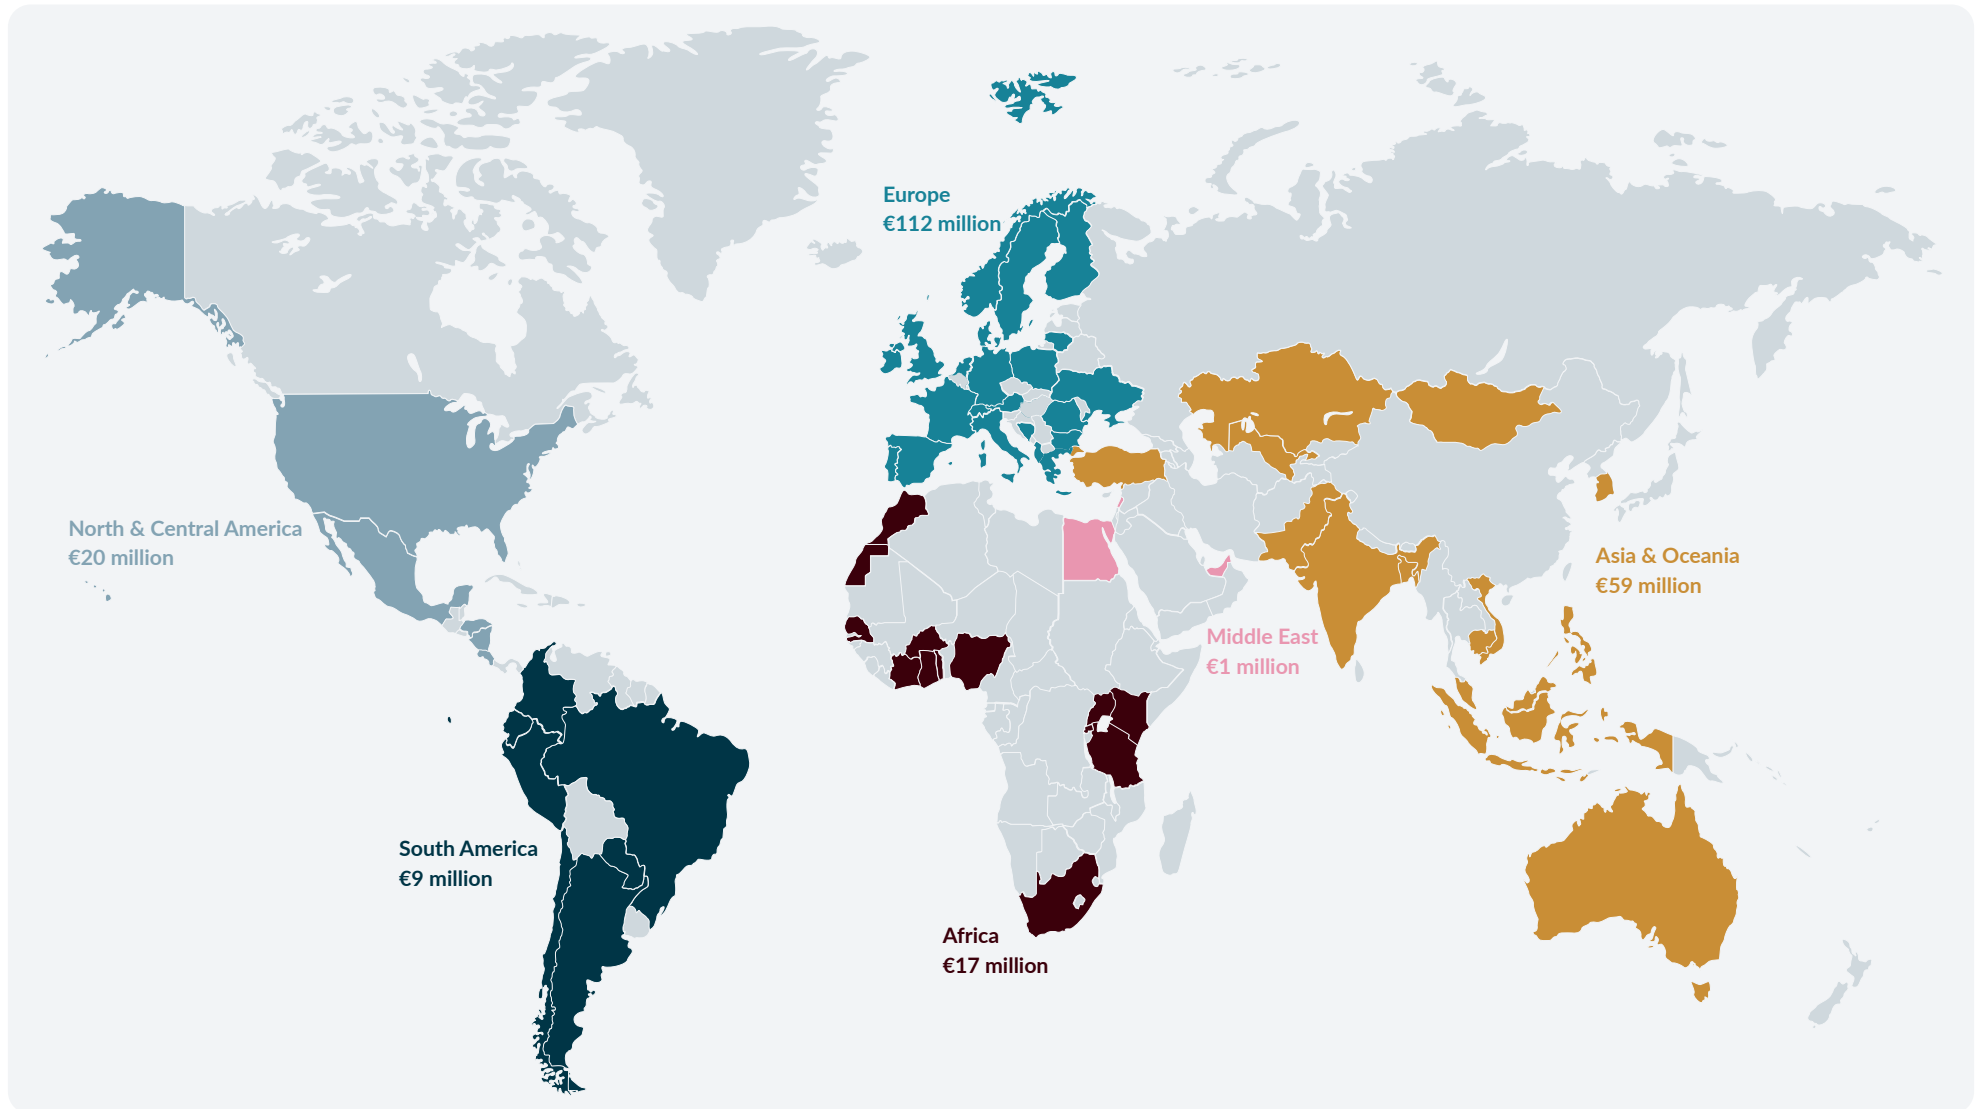 Europe
€112 million
North & Central America
€20 million
Asia & Oceania
€59 million
Middle East
€1 million
South America
€9 million
Africa
€17 million